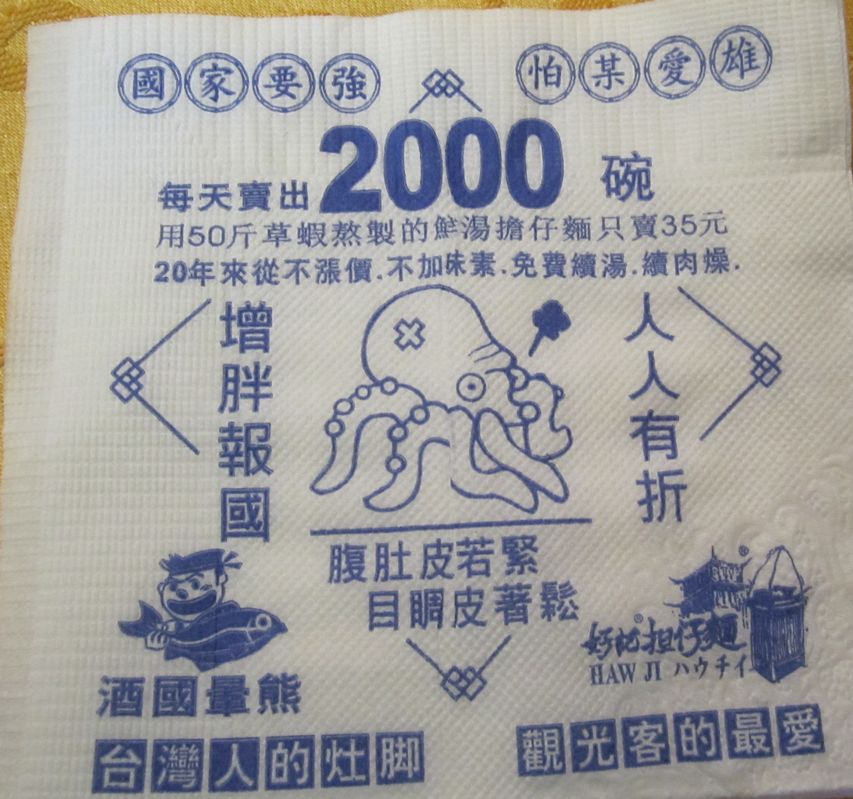 國家要強 怕某愛雄
每天賣出2000碗
用50斤草蝦熬製的鮮湯擔仔麵只賣35元
20年來從不漲價.不加味素.免費續湯.續肉燥.
增胖報國
人人有折
腹肚皮若緊
目睭皮著鬆
酒國暈熊
好記担仔麵
HAW JI ハウチイ
台灣人的灶脚
觀光客的最愛